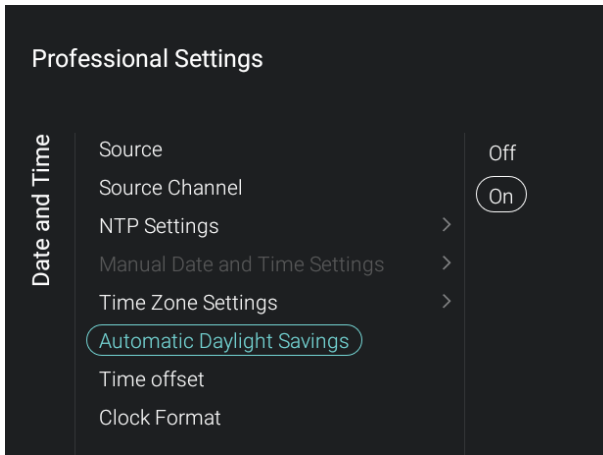 Professional Settings
Date and Time
Source
Source Channel
NTP Settings
Manual Date and Time Settings
Time Zone Settings
Automatic Daylight Savings
Time offset
Clock Format
Off
On